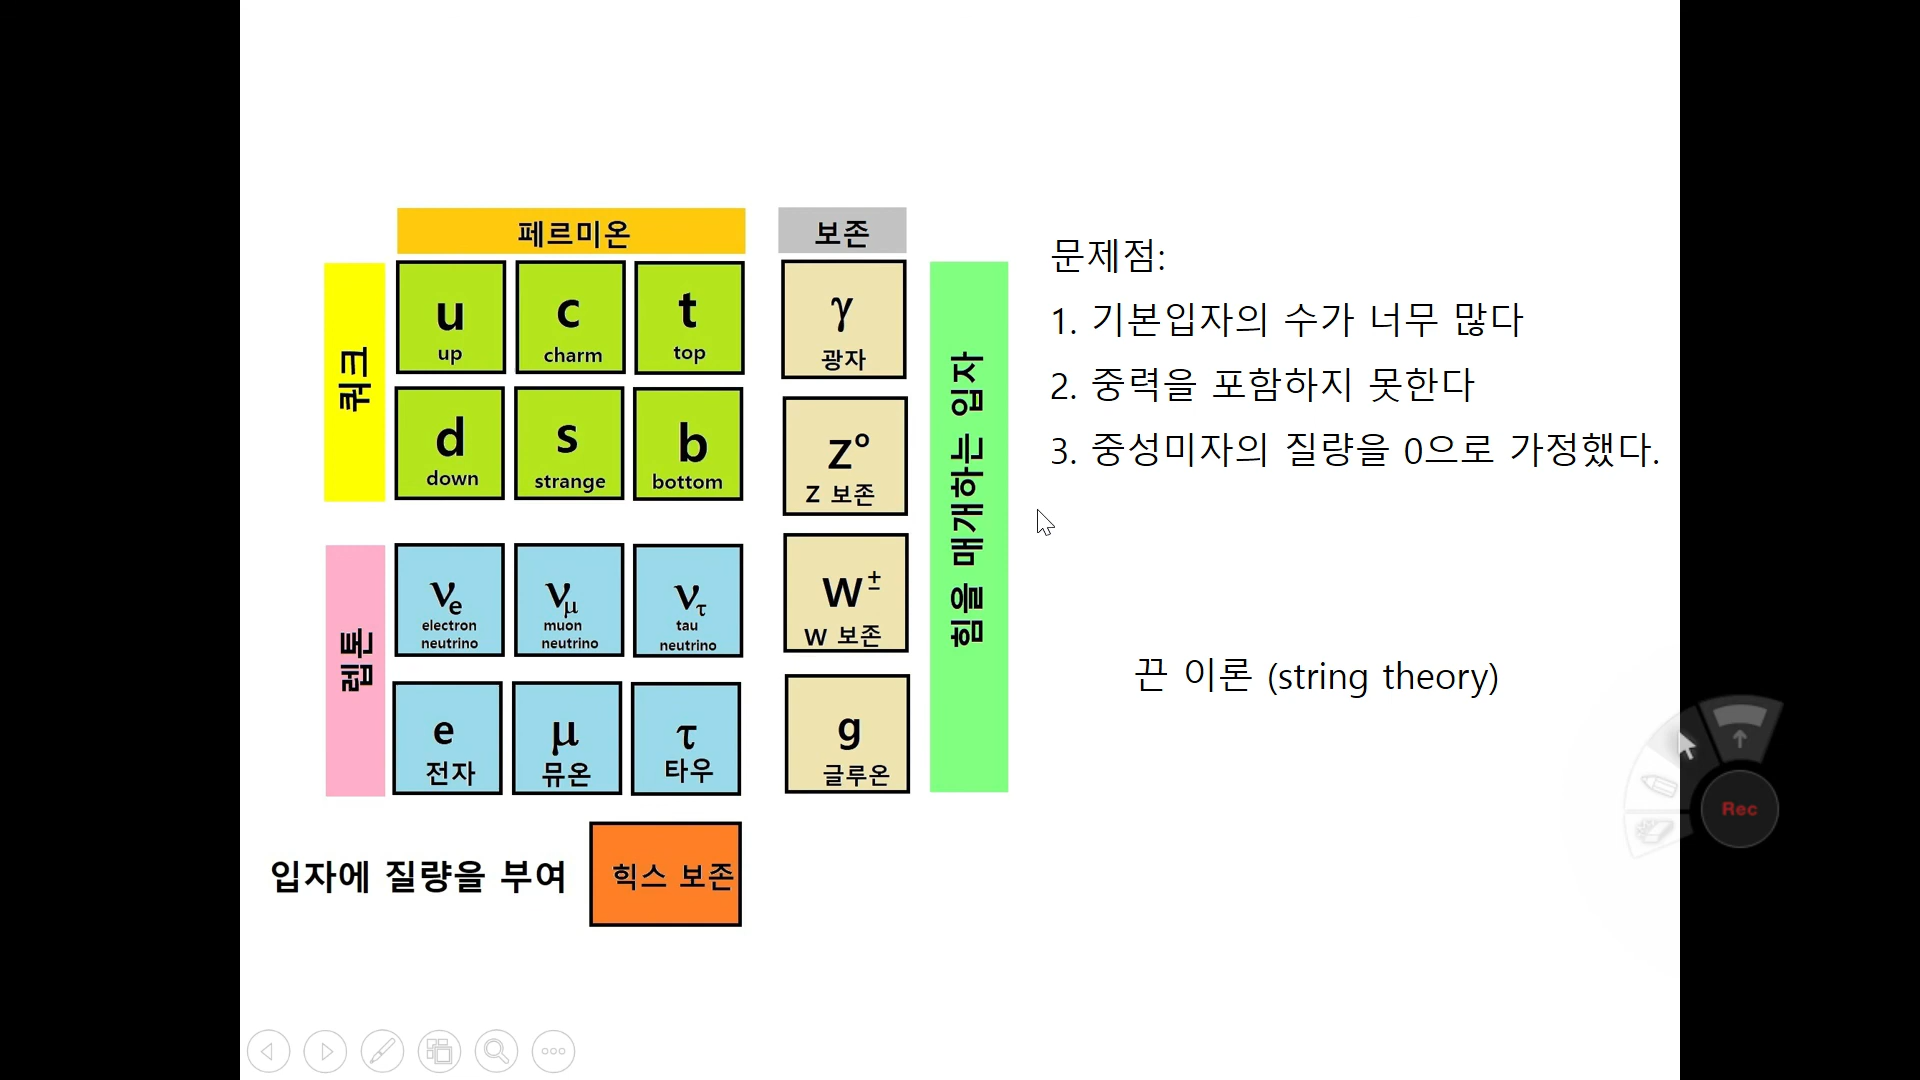 페르미온
보존
쿼크
u
up
c
charm
t
top
d
down
s
strange
b
bottom
렙톤
νe
electron
neutrino
νμ
muon
neutrino
ντ
tau
neutrino
e
전자
μ
뮤온
τ
타우
γ
광자
Z°
Z 보존
W±
W 보존
g
글루온
힘을 매개하는 입자
입자에 질량을 부여
힉스 보존
문제점:
1. 기본입자의 수가 너무 많다
2. 중력을 포함하지 못한다
3. 중성미자의 질량을 0으로 가정했다.
끈 이론 (string theory)
Rec